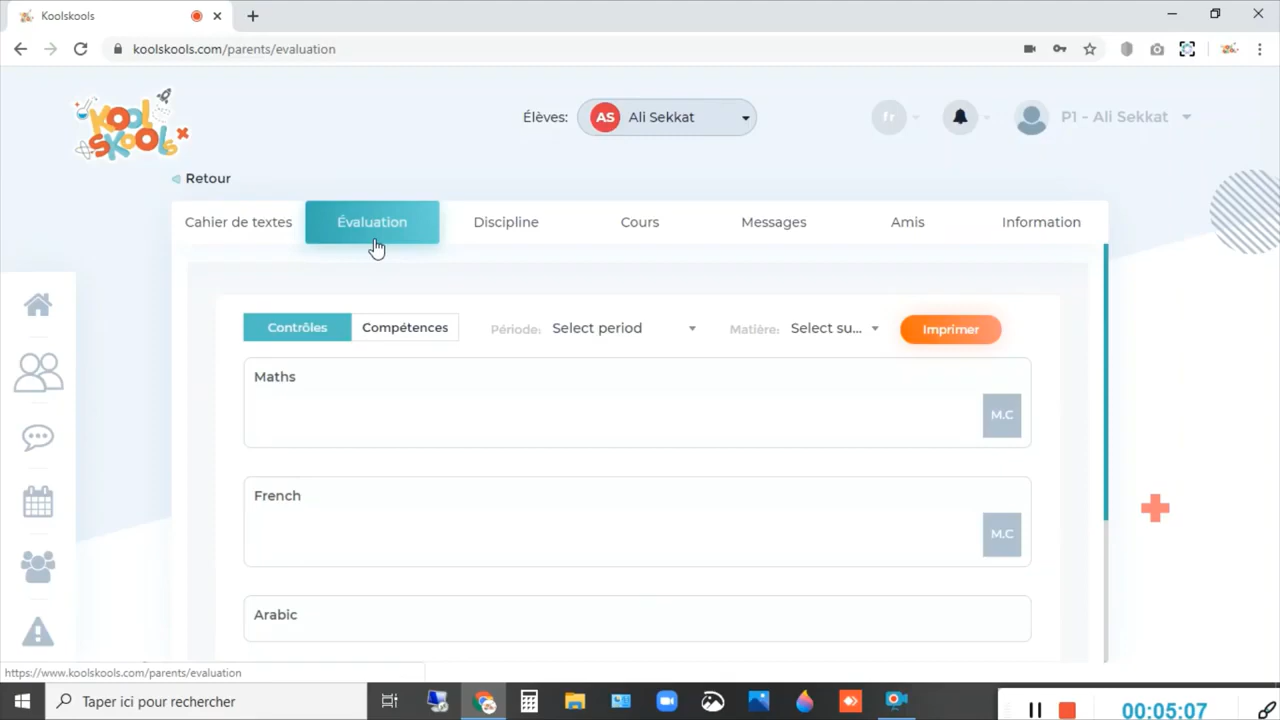 Koolskools
koolskools.com/parents/evaluation
KOOL
SKOOLS
Élèves: AS Ali Sekkat
fr
P1 - Ali Sekkat
Retour
Cahier de textes Évaluation Discipline Cours Messages Amis Information
Contrôles Compétences Période: Select period Matière: Select su... Imprimer
Maths
M.C
French
M.C
Arabic
https://www.koolskools.com/parents/evaluation
Taper ici pour rechercher
00:05:07